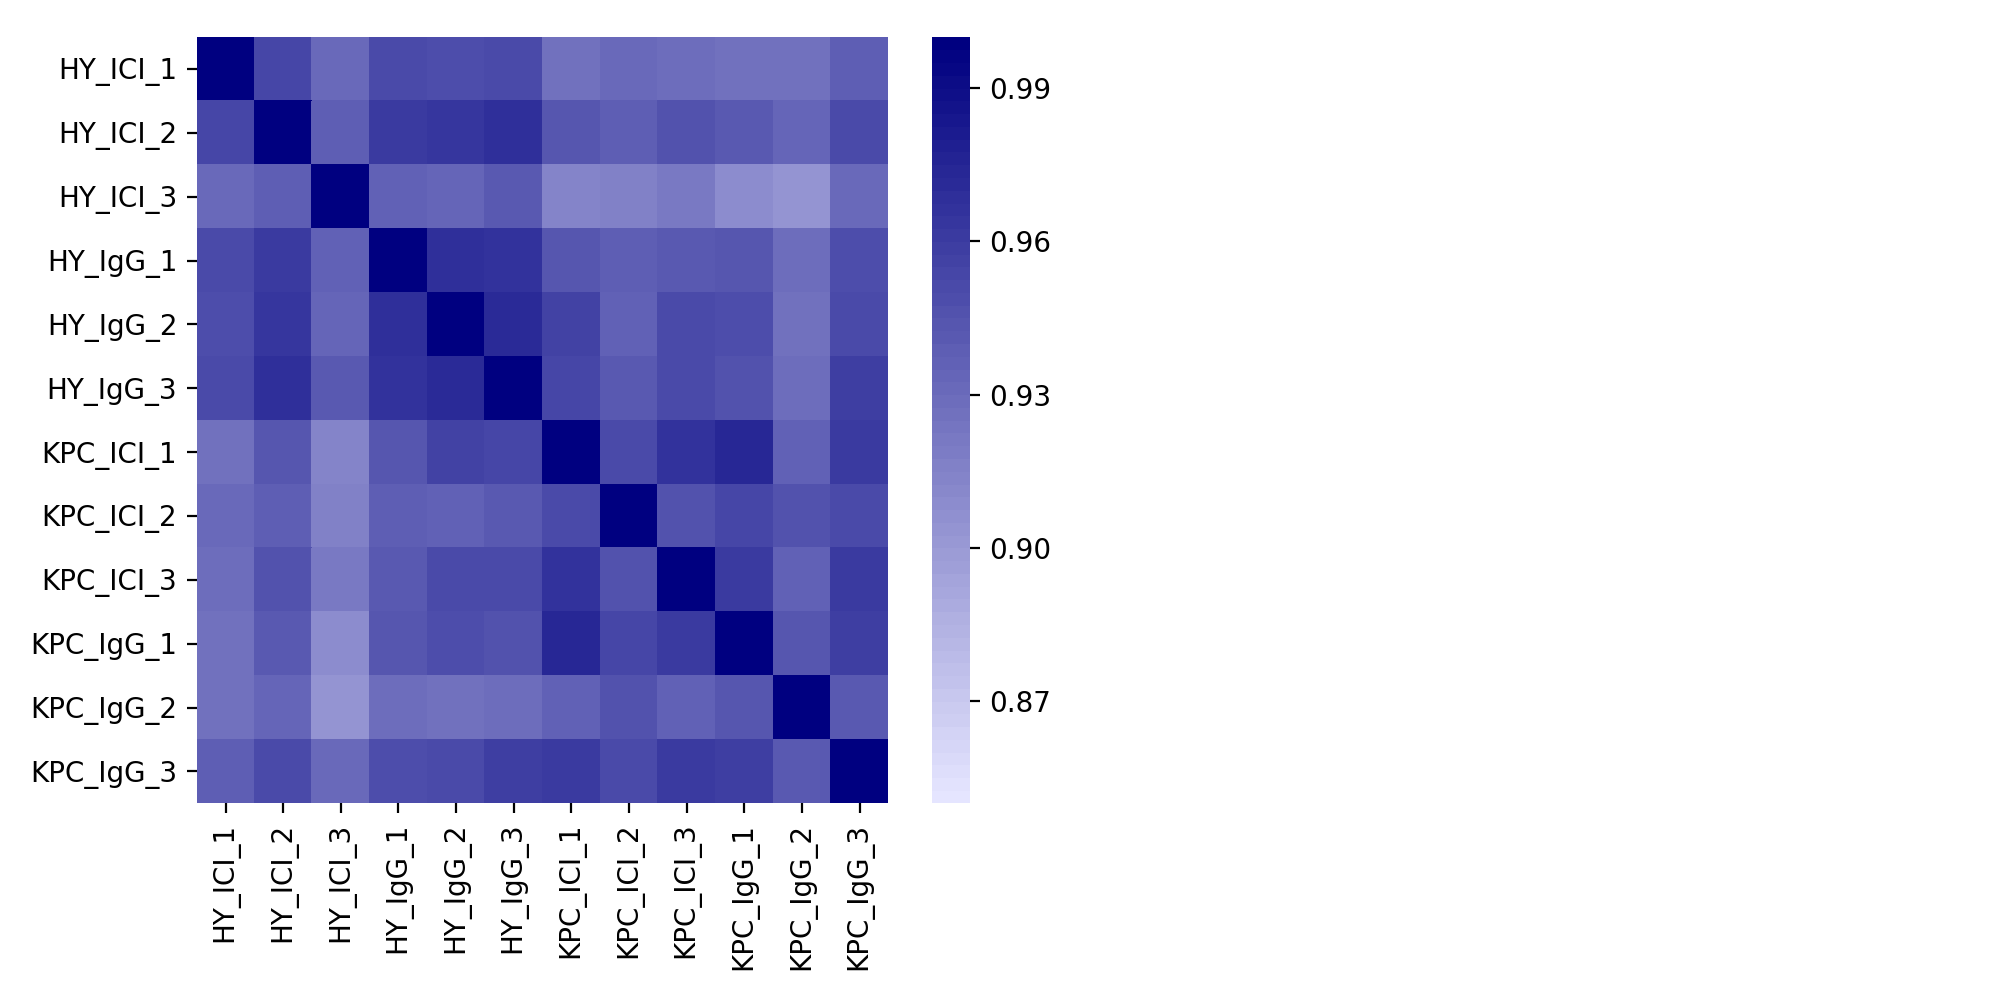 HY_ICI_1
HY_ICI_2
HY_ICI_3
HY_IgG_1
HY_IgG_2
HY_IgG_3
KPC_ICI_1
KPC_ICI_2
KPC_ICI_3
KPC_IgG_1
KPC_IgG_2
KPC_IgG_3
HY_ICI_1
HY_ICI_2
HY_ICI_3
HY_IgG_1
HY_IgG_2
HY_IgG_3
KPC_ICI_1
KPC_ICI_2
KPC_ICI_3
KPC_IgG_1
KPC_IgG_2
KPC_IgG_3
0.99
0.96
0.93
0.90
0.87